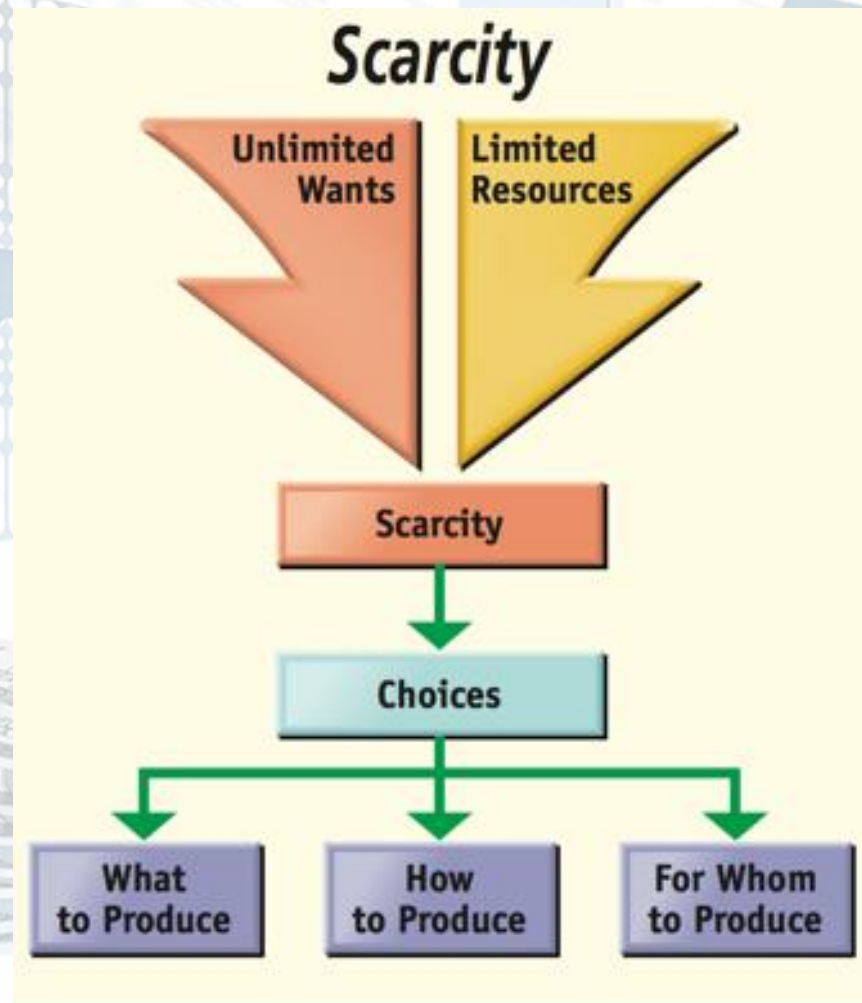 Scarcity
Unlimited
Wants
Limited
Resources
Scarcity
Choices
What
to Produce
How
to Produce
For Whom
to Produce